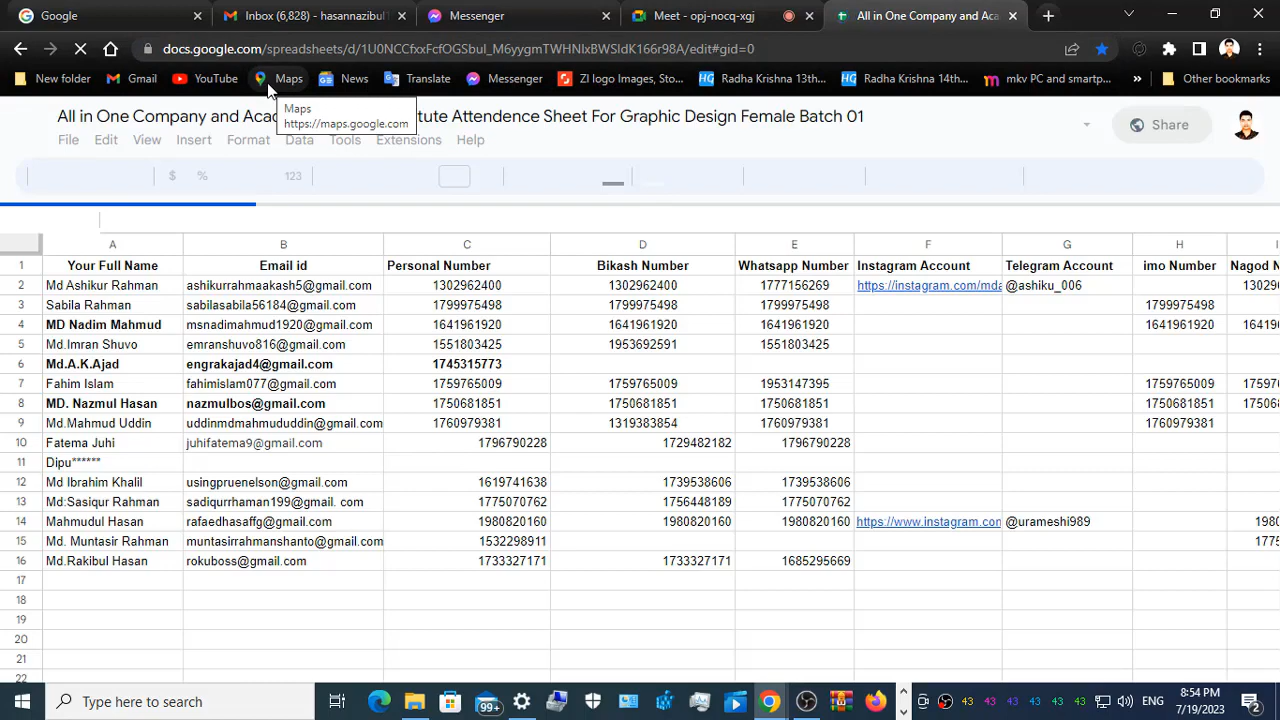 Google
Inbox (6,828) - hasannazibul
Messenger
Meet - opj-nocq-xgj
All in One Company and Aca
docs.google.com/spreadsheets/d/1U0NCCfxxFcfOGSbul_M6yygmTWHNlxBWSIdK166r98A/edit#gid=0
New folder
Gmail
YouTube
Maps
News
Translate
Messenger
ZI logo Images, Sto...
Radha Krishna 13th...
Radha Krishna 14th...
mkv PC and smartp...
Other bookmarks
Maps
https://maps.google.com
All in One Company and Acad
tute Attendence Sheet For Graphic Design Female Batch 01
Share
File Edit View Insert Format Data Tools Extensions Help
$ % 123
A B C D E F G H I
1 Your Full Name Email id Personal Number Bikash Number Whatsapp Number Instagram Account Telegram Account imo Number Nagod N
2 Md Ashikur Rahman ashikurrahmaakash5@gmail.com 1302962400 1302962400 1777156269 https://instagram.com/mda @ashiku_006 13029
3 Sabila Rahman sabilasabila56184@gmail.com 1799975498 1799975498 1799975498 1799975498
4 MD Nadim Mahmud msnadimahmud1920@gmail.com 1641961920 1641961920 1641961920 1641961920 16419
5 Md.Imran Shuvo emranshuvo816@gmail.com 1551803425 1953692591 1551803425
6 Md.A.K.Ajad engrakajad4@gmail.com 1745315773
7 Fahim Islam fahimislam077@gmail.com 1759765009 1759765009 1953147395 1759765009 17597
8 MD. Nazmul Hasan nazmulbos@gmail.com 1750681851 1750681851 1750681851 1750681851 17506
9 Md.Mahmud Uddin uddinmdmahmududdin@gmail.com 1760979381 1319383854 1760979381 1760979381
10 Fatema Juhi juhifatema9@gmail.com 1796790228 1729482182 1796790228
11 Dipu******
12 Md Ibrahim Khalil usingpruenelson@gmail.com 1619741638 1739538606 1739538606
13 Md:Sasiqur Rahman sadiqurrhaman199@gmail. com 1775070762 1756448189 1775070762
14 Mahmudul Hasan rafaedhasaffg@gmail.com 1980820160 1980820160 1980820160 https://www.instagram.con @urameshi989 1980
15 Md. Muntasir Rahman muntasirrahmanshanto@gmail.com 1532298911 1775
16 Md.Rakibul Hasan rokuboss@gmail.com 1733327171 1733327171 1685295669
17
18
19
20
21
22
Type here to search
99+
43 43 43 43 43
8:54 PM
7/19/2023
2